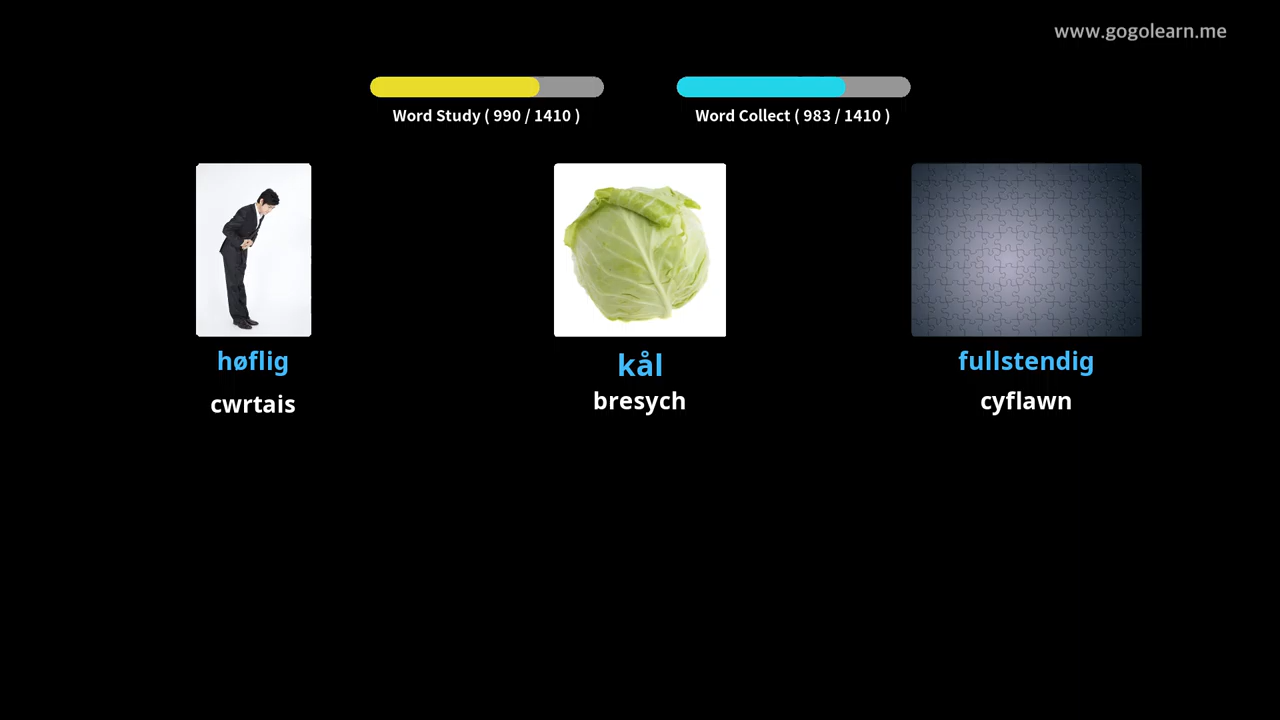 www.gogolearn.me
Word Study ( 990 / 1410 )
Word Collect ( 983 / 1410 )
høflig
kål
fullstendig
cwrtais
bresych
cyflawn